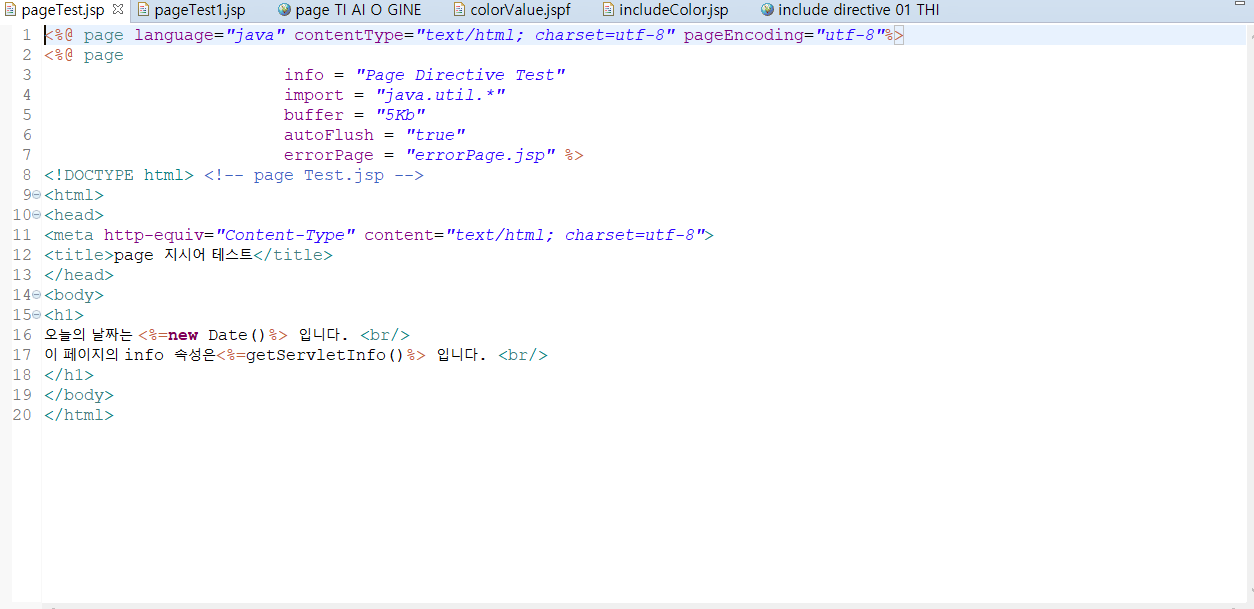 pageTest.jsp pageTest1.jsp page TI AI O GINE colorValue.jspf includeColor.jsp include directive 01 THI
1 <%@ page language="java" contentType="text/html; charset=utf-8" pageEncoding="utf-8"%>
2 <%@ page
3 info = "Page Directive Test"
4 import = "java.util.*"
5 buffer = "5Kb"
6 autoFlush = "true"
7 errorPage = "errorPage.jsp" %>
8 <!DOCTYPE html> <!-- page Test.jsp -->
9 <html>
10 <head>
11 <meta http-equiv="Content-Type" content="text/html; charset=utf-8">
12 <title>page 지시어 테스트</title>
13 </head>
14 <body>
15 <h1>
16 오늘의 날짜는 <%=new Date()%> 입니다. <br/>
17 이 페이지의 info 속성은<%=getServletInfo()%> 입니다. <br/>
18 </h1>
19 </body>
20 </html>